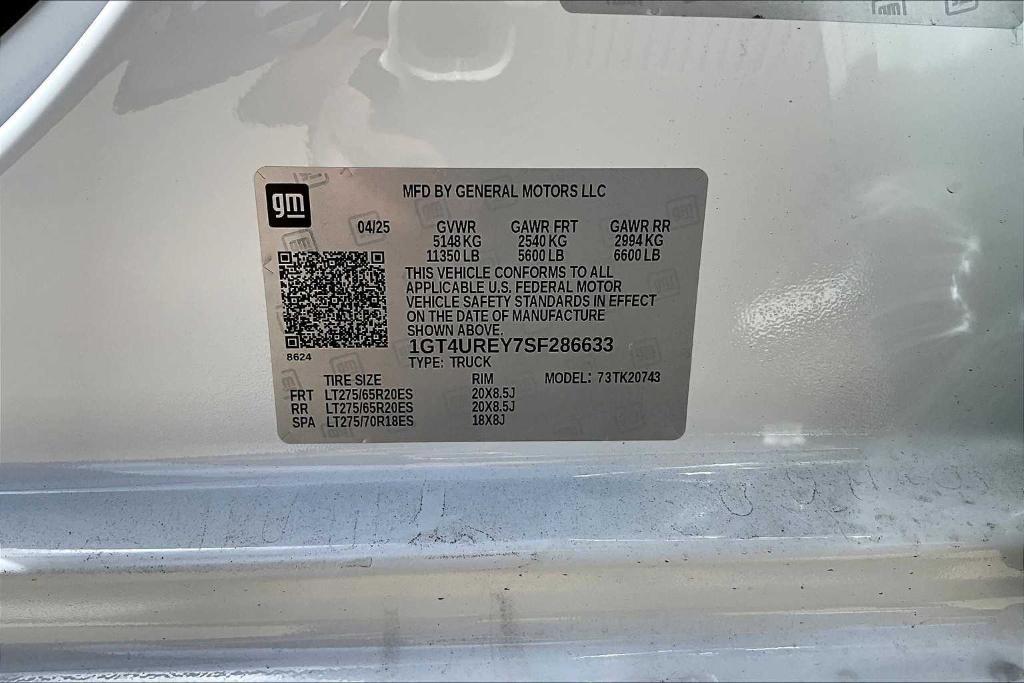 gm
MFD BY GENERAL MOTORS LLC
04/25 GVWR GAWR FRT GAWR RR
5148 KG 2540 KG 2994 KG
11350 LB 5600 LB 6600 LB
THIS VEHICLE CONFORMS TO ALL
APPLICABLE U.S. FEDERAL MOTOR
VEHICLE SAFETY STANDARDS IN EFFECT
ON THE DATE OF MANUFACTURE
SHOWN ABOVE.
8624
1GT4UREY7SF286633
TYPE: TRUCK
TIRE SIZE RIM MODEL: 73TK20743
FRT LT275/65R20ES 20X8.5J
RR LT275/65R20ES 20X8.5J
SPA LT275/70R18ES 18X8J